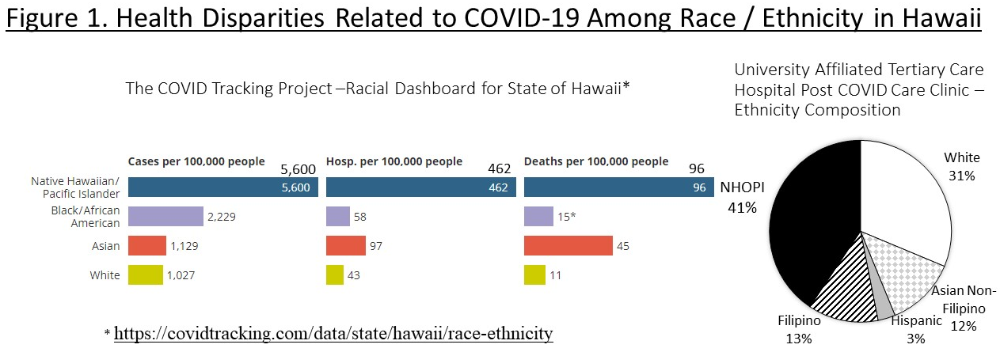 Figure 1. Health Disparities Related to COVID-19 Among Race / Ethnicity in Hawaii
The COVID Tracking Project –Racial Dashboard for State of Hawaii*
Cases per 100,000 people
5,600
Hosp. per 100,000 people
462
Deaths per 100,000 people
96
Native Hawaiian/
Pacific Islander
5,600
462
96
Black/African
American
2,229
58
15*
Asian
1,129
97
45
White
1,027
43
11
* https://covidtracking.com/data/state/hawaii/race-ethnicity
University Affiliated Tertiary Care
Hospital Post COVID Care Clinic –
Ethnicity Composition
White
31%
NHOPI
41%
Asian Non-
Filipino
12%
Hispanic
3%
Filipino
13%